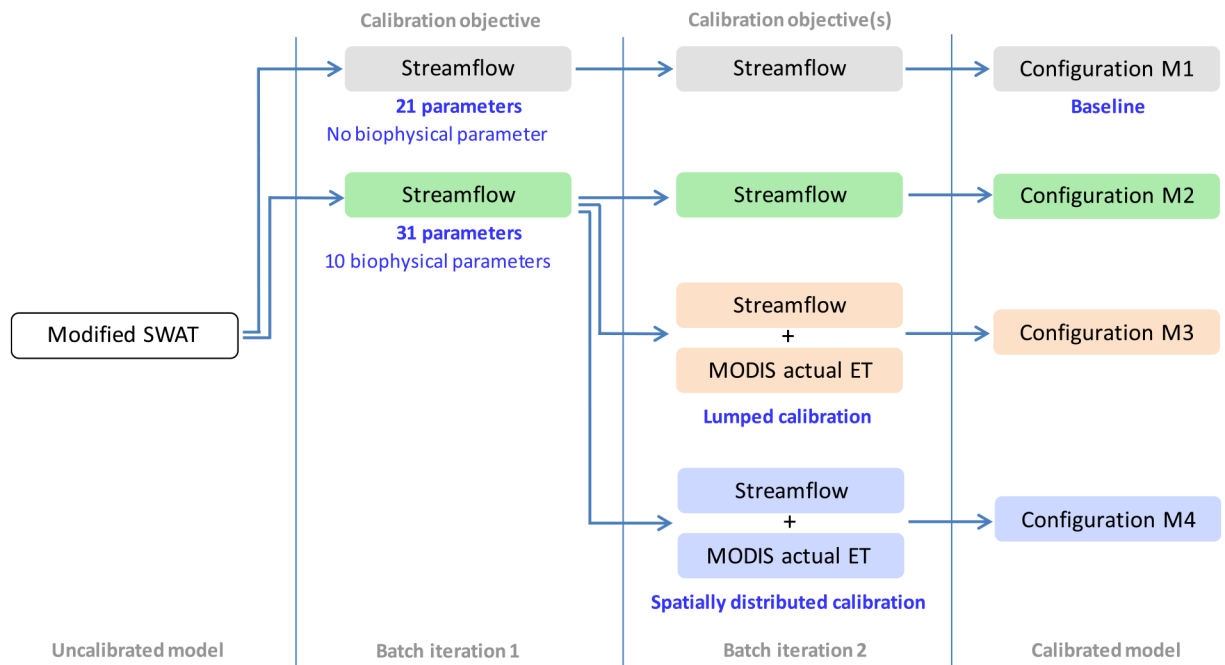 Calibration objective
Calibration objective(s)
Streamflow
Streamflow
Configuration M1
21 parameters
Baseline
No biophysical parameter
Streamflow
Streamflow
Configuration M2
31 parameters
10 biophysical parameters
Streamflow
Modified SWAT
+
Configuration M3
MODIS actual ET
Lumped calibration
Streamflow
+
Configuration M4
MODIS actual ET
Spatially distributed calibration
Uncalibrated model
Batch iteration 1
Batch iteration 2
Calibrated model